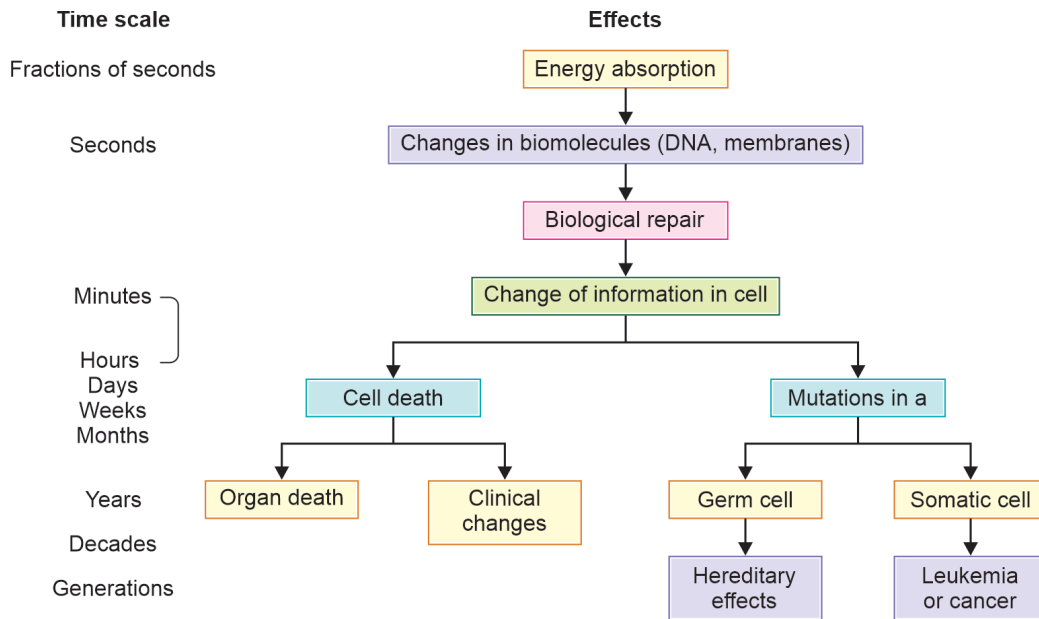 Time scale Effects
Fractions of seconds Energy absorption
Seconds Changes in biomolecules (DNA, membranes)
Biological repair
Minutes Change of information in cell
Hours
Days Cell death Mutations in a
Weeks
Months
Years Organ death Clinical changes Germ cell Somatic cell
Decades
Generations Hereditary effects Leukemia or cancer